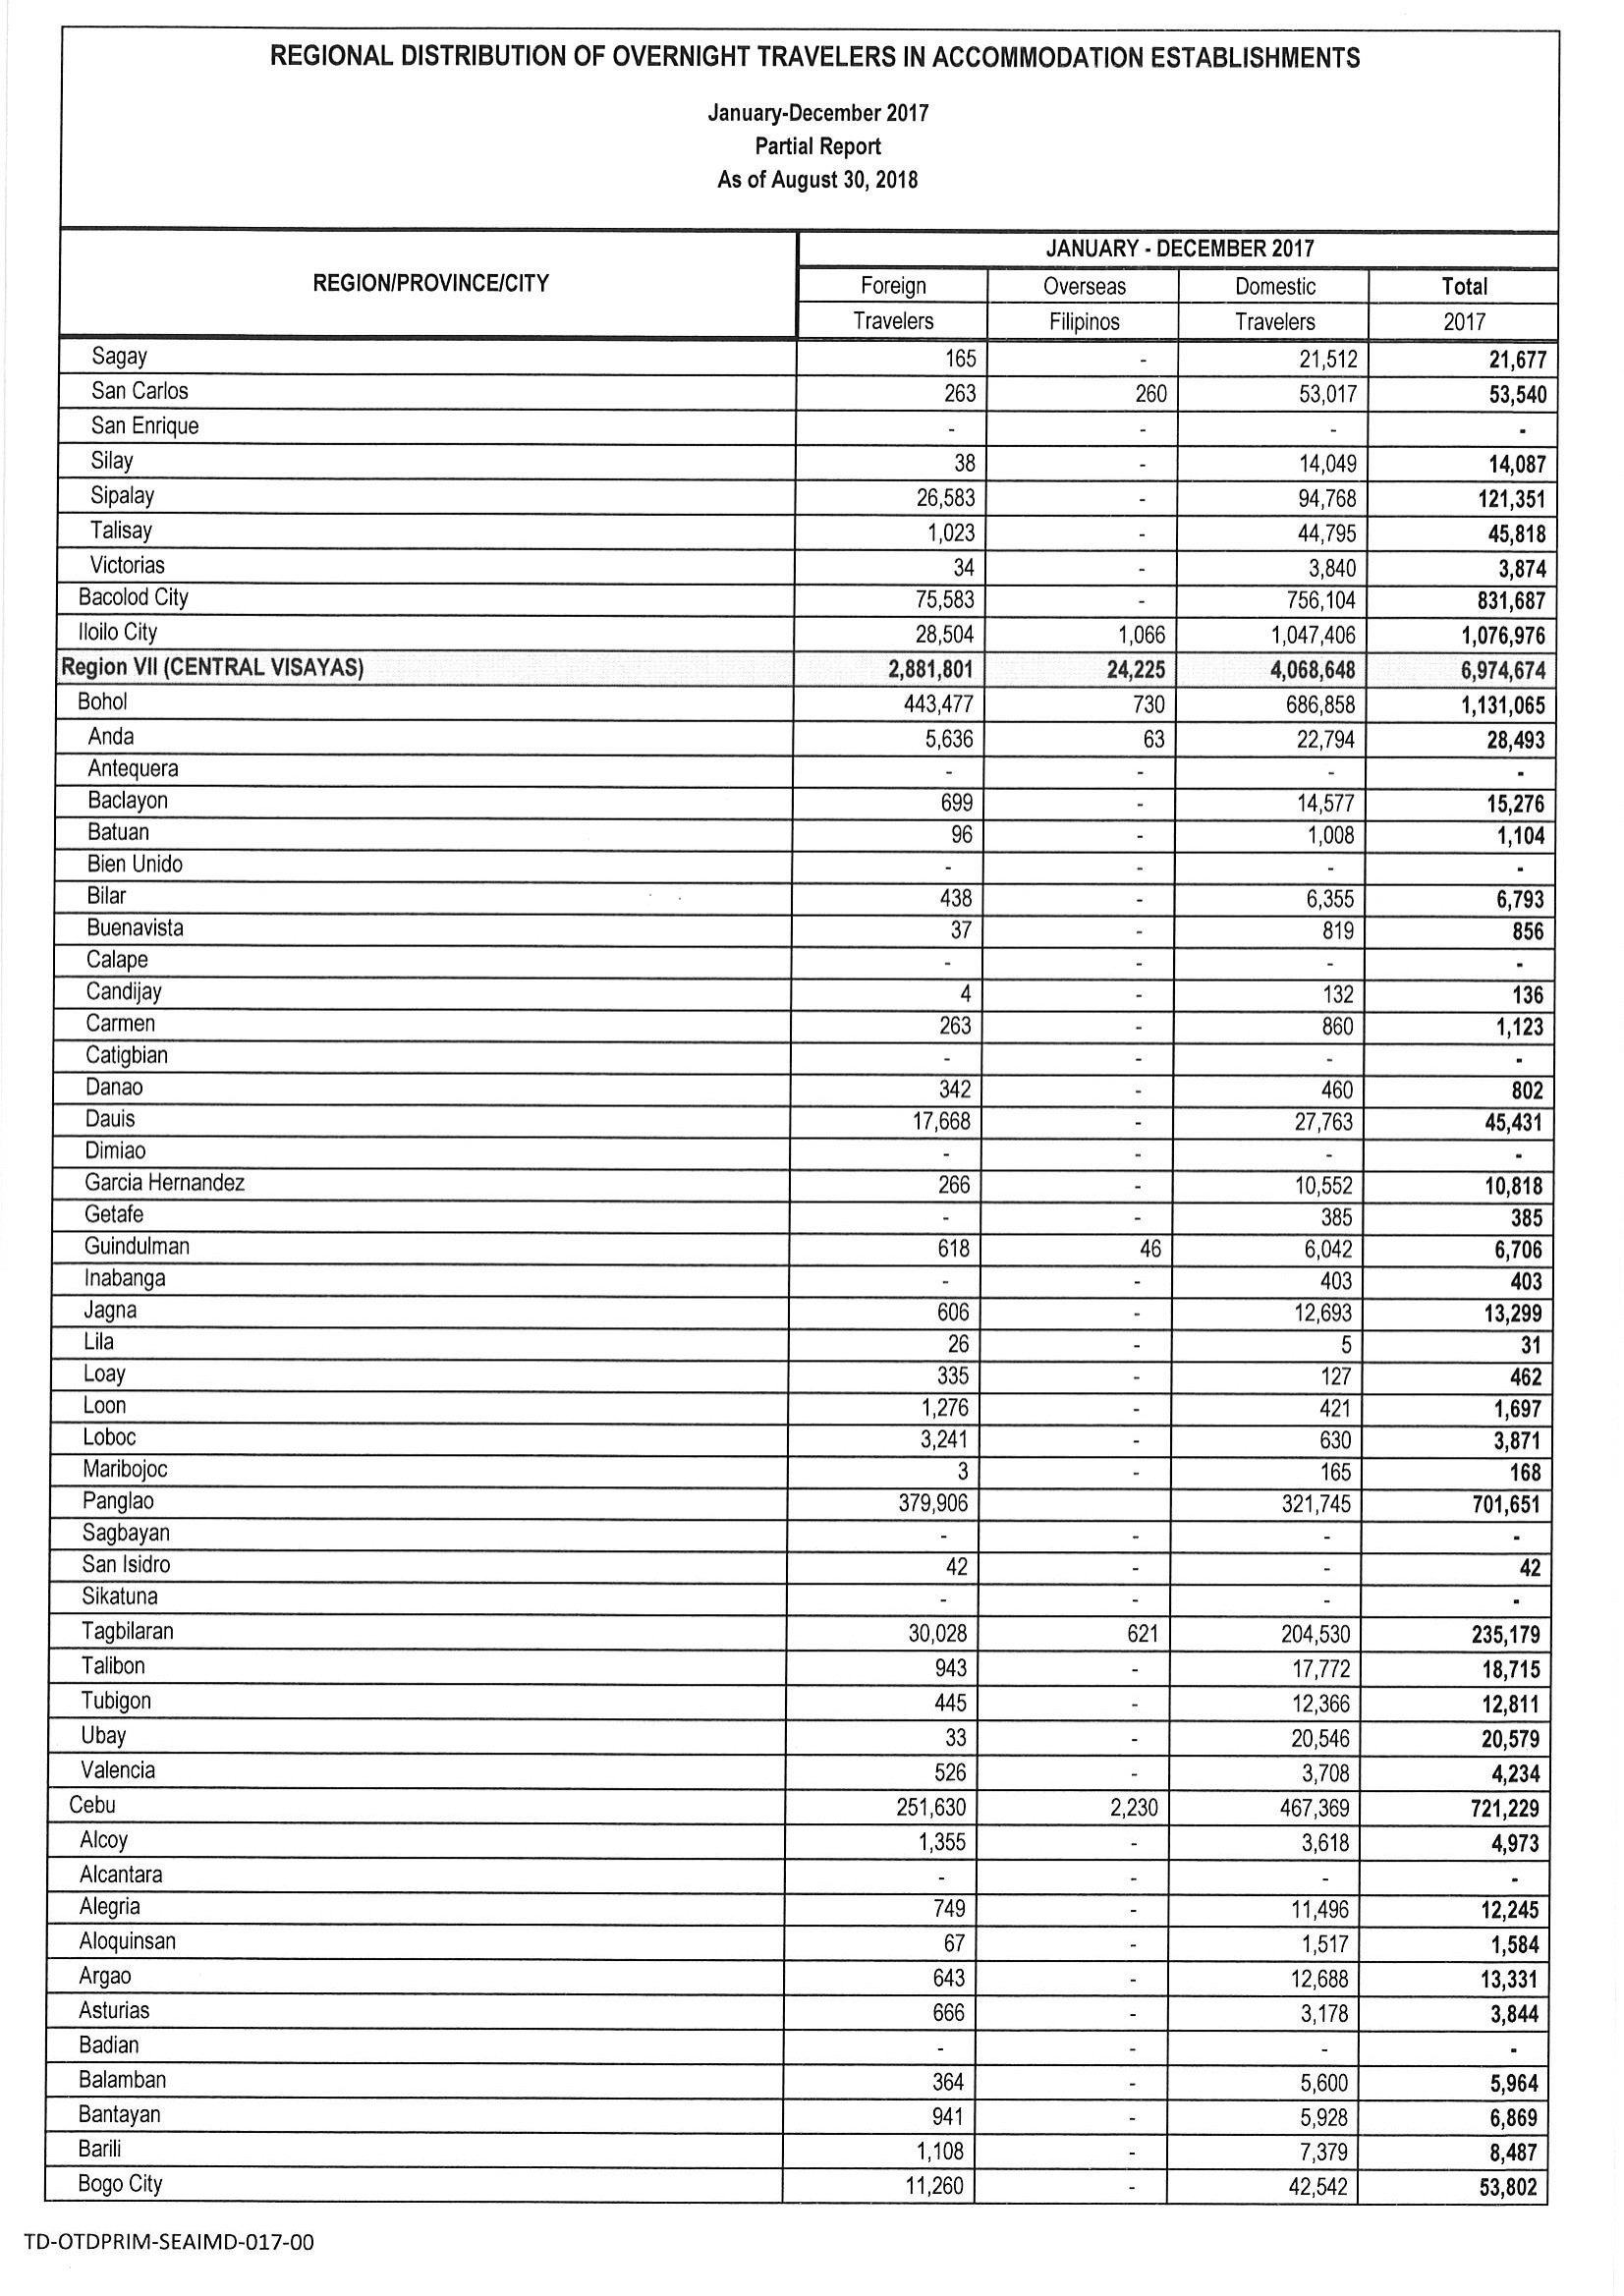 REGIONAL DISTRIBUTION OF OVERNIGHT TRAVELERS IN ACCOMMODATION ESTABLISHMENTS
January-December 2017
Partial Report
As of August 30, 2018
JANUARY - DECEMBER 2017
REGION/PROVINCE/CITY Foreign Overseas Domestic Total
Travelers Filipinos Travelers 2017
Sagay 165 - 21,512 21,677
San Carlos 263 260 53,017 53,540
San Enrique - - - -
Silay 38 - 14,049 14,087
Sipalay 26,583 - 94,768 121,351
Talisay 1,023 - 44,795 45,818
Victorias 34 - 3,840 3,874
Bacolod City 75,583 - 756,104 831,687
Iloilo City 28,504 1,066 1,047,406 1,076,976
Region VII (CENTRAL VISAYAS) 2,881,801 24,225 4,068,648 6,974,674
Bohol 443,477 730 686,858 1,131,065
Anda 5,636 63 22,794 28,493
Antequera - - - -
Baclayon 699 - 14,577 15,276
Batuan 96 - 1,008 1,104
Bien Unido - - - -
Bilar 438 - 6,355 6,793
Buenavista 37 - 819 856
Calape - - - -
Candijay 4 - 132 136
Carmen 263 - 860 1,123
Catigbian - - - -
Danao 342 - 460 802
Dauis 17,668 - 27,763 45,431
Dimiao - - - -
Garcia Hernandez 266 - 10,552 10,818
Getafe - - 385 385
Guindulman 618 46 6,042 6,706
Inabanga - - 403 403
Jagna 606 - 12,693 13,299
Lila 26 - 5 31
Loay 335 - 127 462
Loon 1,276 - 421 1,697
Loboc 3,241 - 630 3,871
Maribojoc 3 - 165 168
Panglao 379,906 321,745 701,651
Sagbayan - - - -
San Isidro 42 - - 42
Sikatuna - - - -
Tagbilaran 30,028 621 204,530 235,179
Talibon 943 - 17,772 18,715
Tubigon 445 - 12,366 12,811
Ubay 33 - 20,546 20,579
Valencia 526 - 3,708 4,234
Cebu 251,630 2,230 467,369 721,229
Alcoy 1,355 - 3,618 4,973
Alcantara - - - -
Alegria 749 - 11,496 12,245
Aloquinsan 67 - 1,517 1,584
Argao 643 - 12,688 13,331
Asturias 666 - 3,178 3,844
Badian - - - -
Balamban 364 - 5,600 5,964
Bantayan 941 - 5,928 6,869
Barili 1,108 - 7,379 8,487
Bogo City 11,260 - 42,542 53,802
TD-OTDPRIM-SEAIMD-017-00